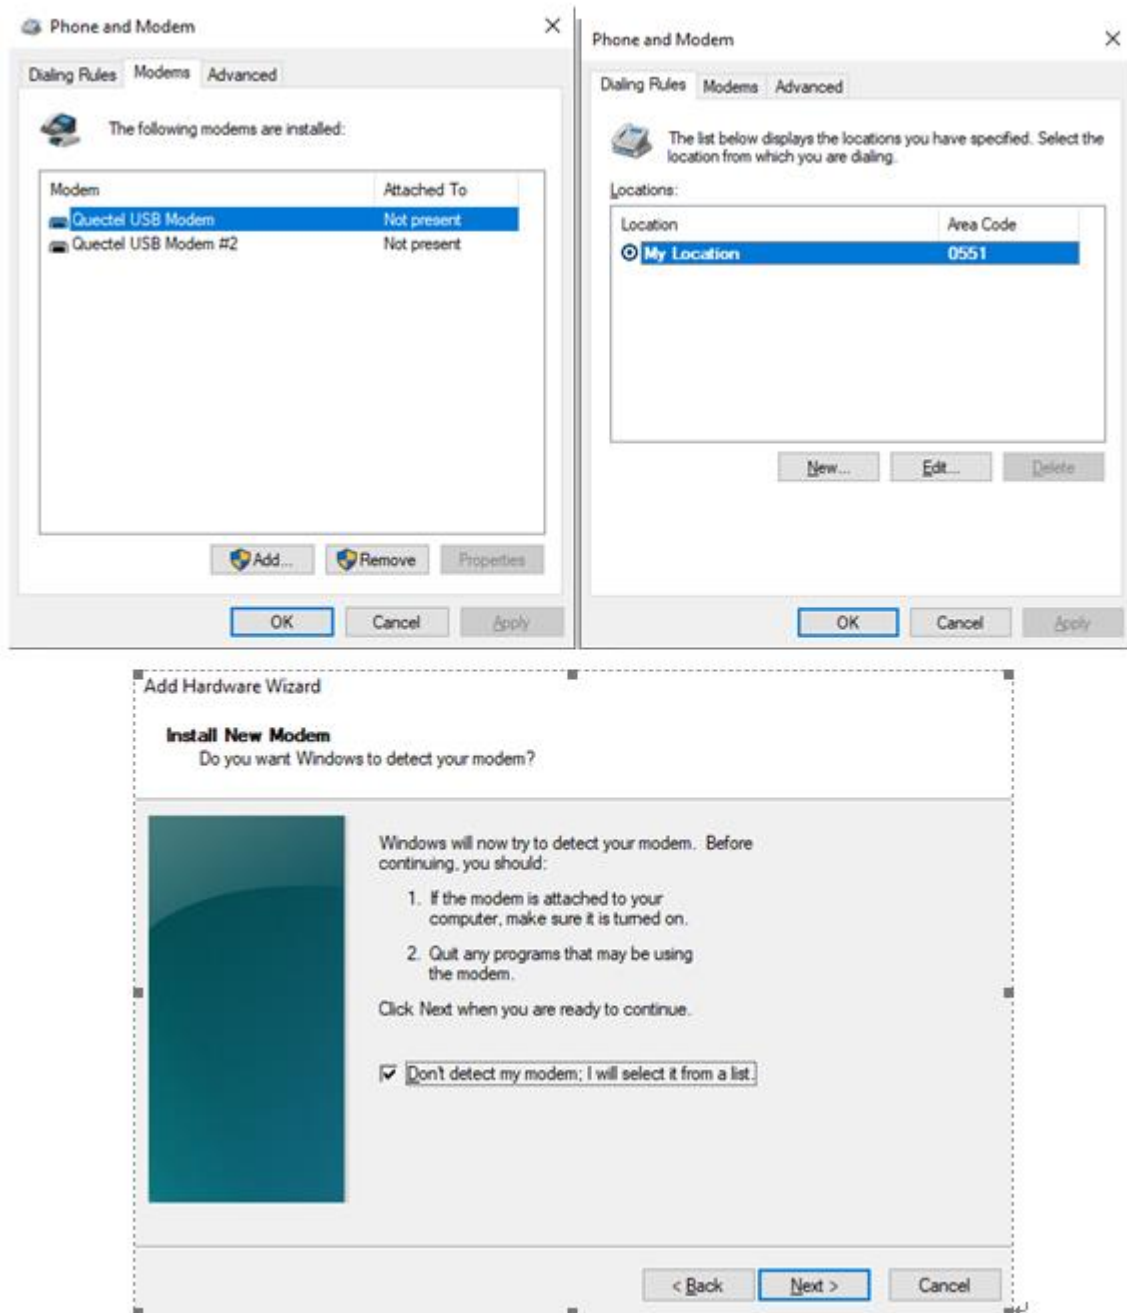 Phone and Modem
Dialing Rules Modems Advanced
The following modems are installed:
Modem Attached To
Quectel USB Modem Not present
Quectel USB Modem #2 Not present
Add... Remove Properties
OK Cancel Apply
Phone and Modem
Dialing Rules Modems Advanced
The list below displays the locations you have specified. Select the
location from which you are dialing.
Locations:
Location Area Code
My Location 0551
New... Edit... Delete
OK Cancel Apply
Add Hardware Wizard
Install New Modem
Do you want Windows to detect your modem?
Windows will now try to detect your modem. Before
continuing, you should:
1. If the modem is attached to your
computer, make sure it is turned on.
2. Quit any programs that may be using
the modem.
Click Next when you are ready to continue.
Don't detect my modem; I will select it from a list.
< Back Next > Cancel